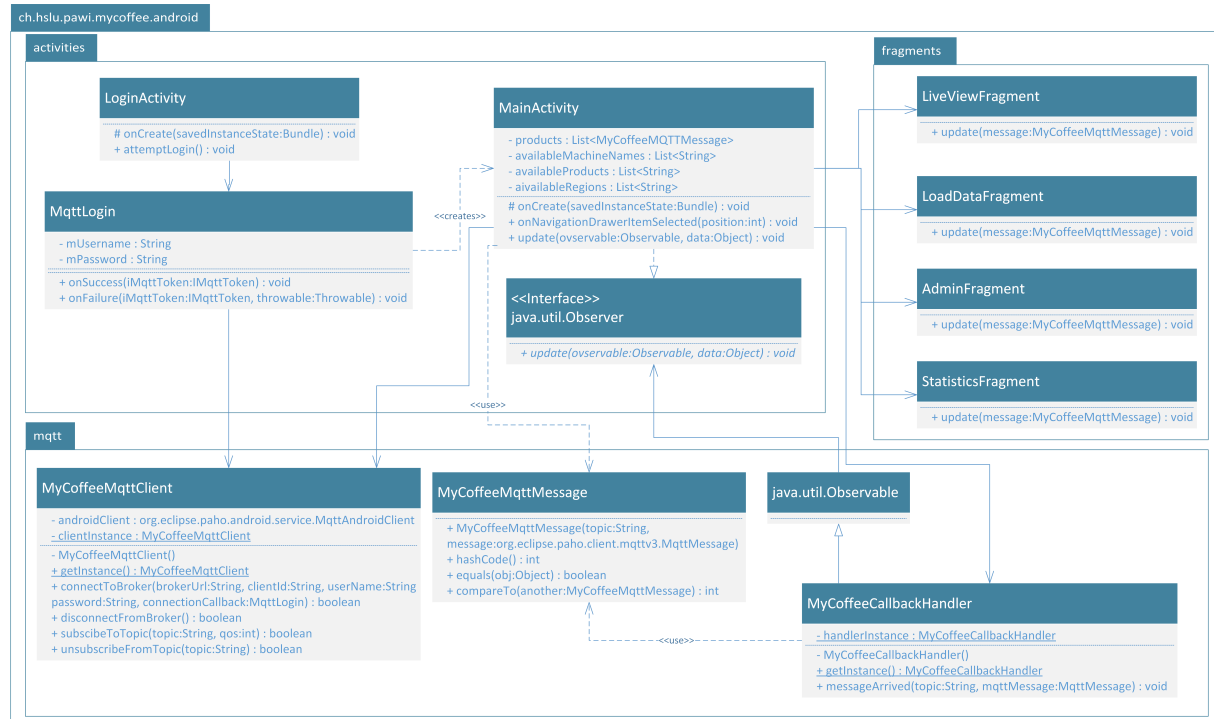 ch.hslu.pawi.mycoffee.android
activities
LoginActivity
# onCreate(savedInstanceState:Bundle) : void
+ attemptLogin() : void
MqttLogin
- mUsername : String
- mPassword : String
+ onSuccess(iMqttToken:IMqttToken) : void
+ onFailure(iMqttToken:IMqttToken, throwable:Throwable) : void
<<creates>>
MainActivity
- products : List<MyCoffeeMQTTMessage>
- availableMachineNames : List<String>
- availableProducts : List<String>
- aivailableRegions : List<String>
# onCreate(savedInstanceState:Bundle) : void
+ onNavigationDrawerItemSelected(position:int) : void
+ update(ovservable:Observable, data:Object) : void
<<Interface>>
java.util.Observer
+ update(ovservable:Observable, data:Object) : void
<<use>>
fragments
LiveViewFragment
+ update(message:MyCoffeeMqttMessage) : void
LoadDataFragment
+ update(message:MyCoffeeMqttMessage) : void
AdminFragment
+ update(message:MyCoffeeMqttMessage) : void
StatisticsFragment
+ update(message:MyCoffeeMqttMessage) : void
mqtt
MyCoffeeMqttClient
- androidClient : org.eclipse.paho.android.service.MqttAndroidClient
- clientInstance : MyCoffeeMqttClient
- MyCoffeeMqttClient()
+ getInstance() : MyCoffeeMqttClient
+ connectToBroker(brokerUrl:String, clientId:String, userName:String
password:String, connectionCallback:MqttLogin) : boolean
+ disconnectFromBroker() : boolean
+ subscibeToTopic(topic:String, qos:int) : boolean
+ unsubscribeFromTopic(topic:String) : boolean
MyCoffeeMqttMessage
+ MyCoffeeMqttMessage(topic:String,
message:org.eclipse.paho.client.mqttv3.MqttMessage)
+ hashCode() : int
+ equals(obj:Object) : boolean
+ compareTo(another:MyCoffeeMqttMessage) : int
<<use>>
java.util.Observable
MyCoffeeCallbackHandler
- handlerInstance : MyCoffeeCallbackHandler
- MyCoffeeCallbackHandler()
+ getInstance() : MyCoffeeCallbackHandler
+ messageArrived(topic:String, mqttMessage:MqttMessage) : void